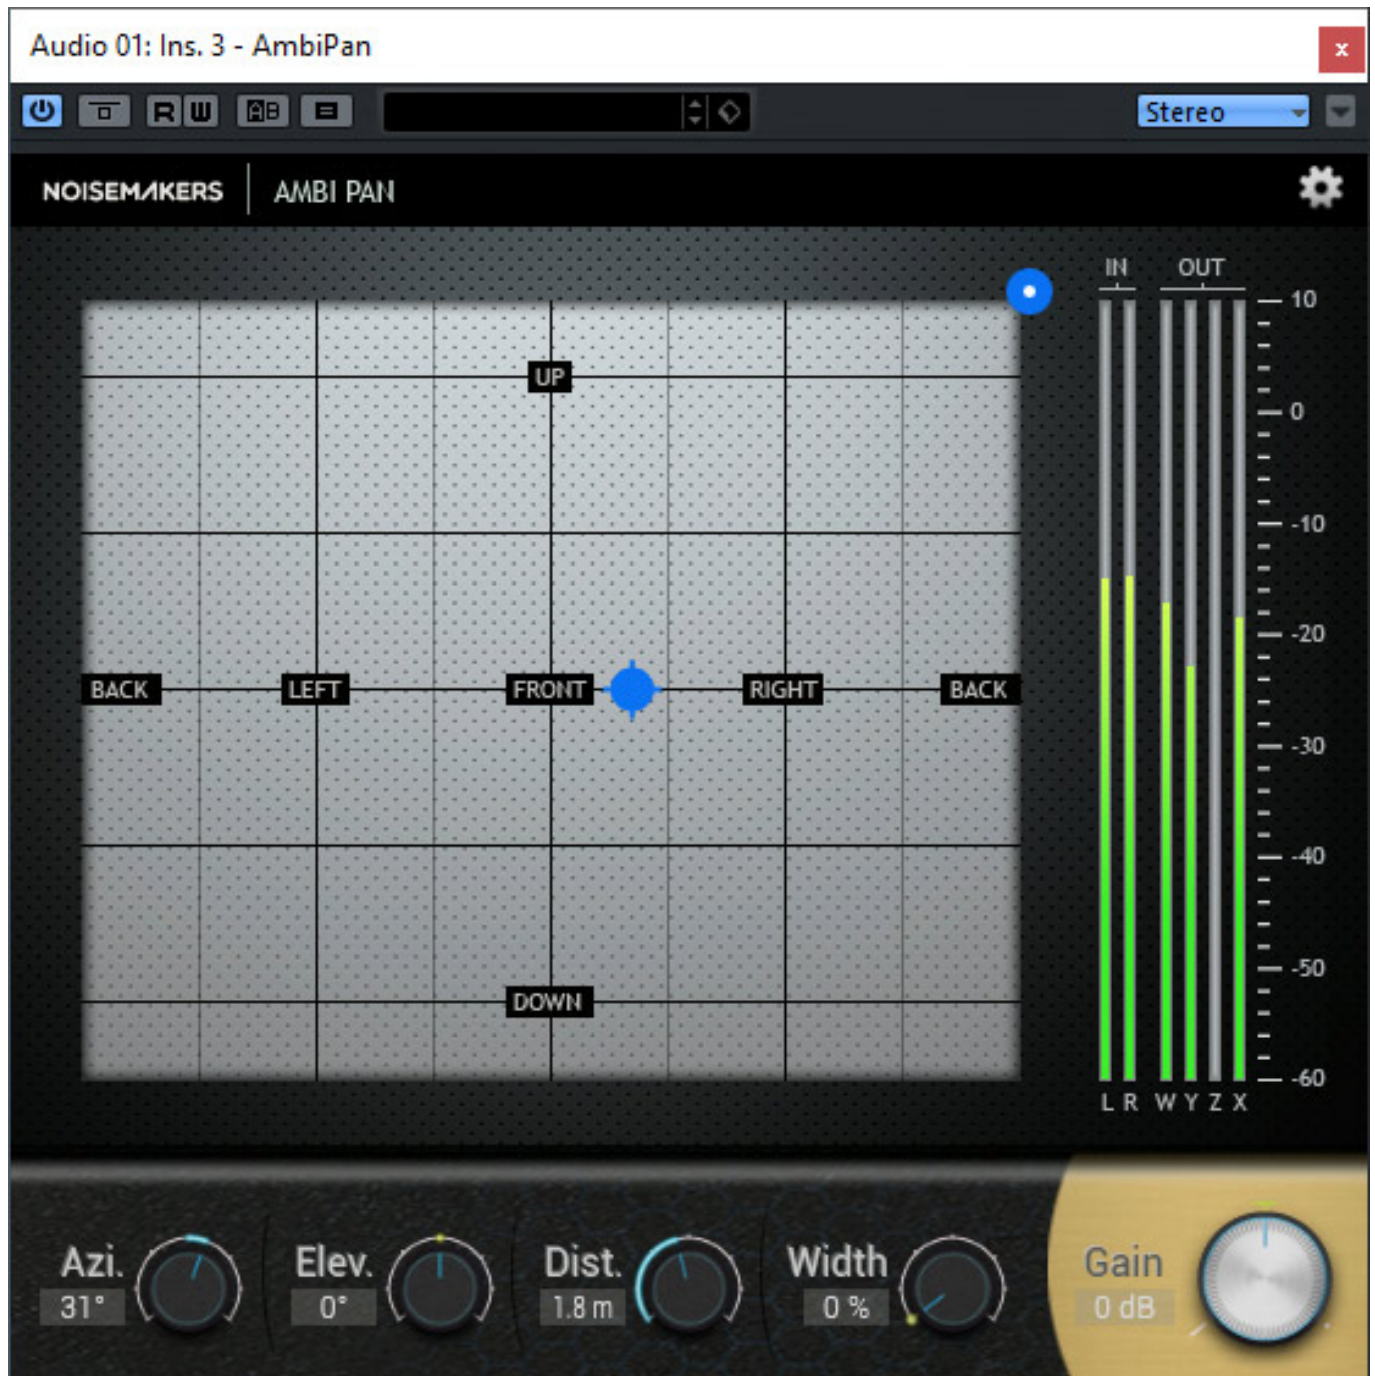 Audio 01: Ins. 3 - AmbiPan
x
R W AB
Stereo
NOISEMAKERS AMBI PAN
IN OUT
10
UP
0
-10
-20
BACK LEFT FRONT RIGHT BACK
-30
-40
-50
DOWN
-60
L R W Y Z X
Azi. Elev. Dist. Width Gain
31° 0° 1.8 m 0 % 0 dB